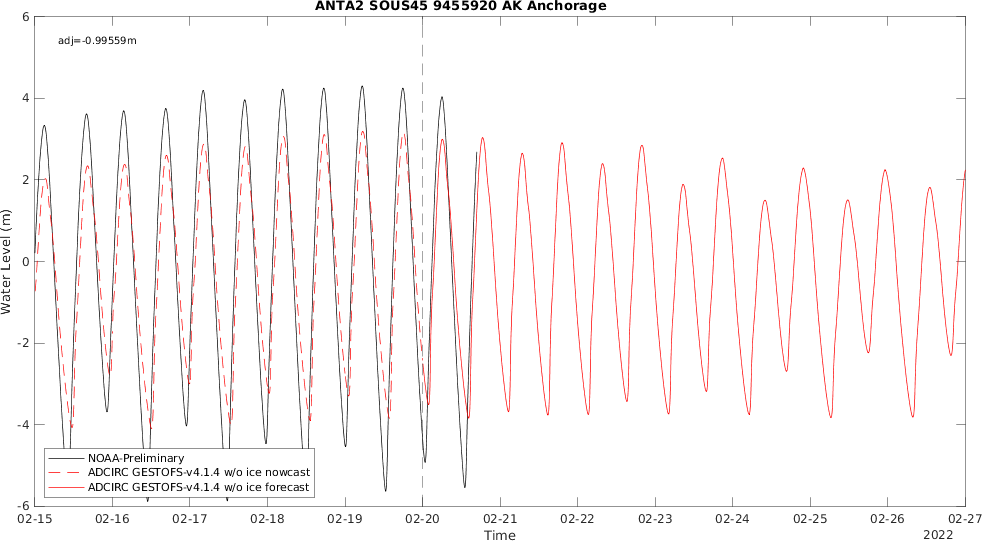 ANTA2 SOUS45 9455920 AK Anchorage
adj=-0.99559m
6
4
2
0
-2
-4
-6
Water Level (m)
NOAA-Preliminary
ADCIRC GESTOFS-v4.1.4 w/o ice nowcast
ADCIRC GESTOFS-v4.1.4 w/o ice forecast
02-15 02-16 02-17 02-18 02-19 02-20 02-21 02-22 02-23 02-24 02-25 02-26 02-27
Time
2022